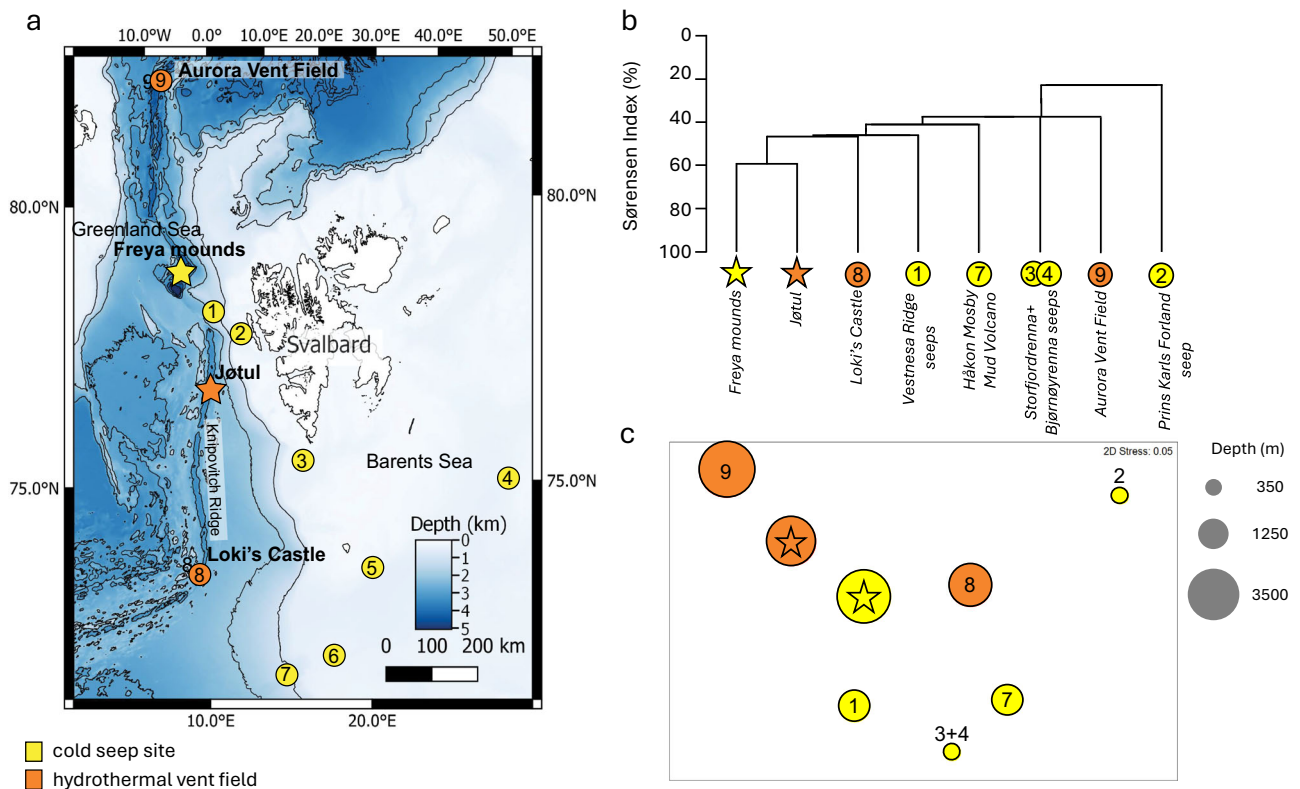 a
10.0°W 0.0° 10.0°E 20.0°E 30.0°E 40.0°E 50.0°E
9 9 Aurora Vent Field
80.0°N 80.0°N
Greenland Sea
Freya mounds
1
2
Svalbard
Jøtul
Knipovitch Ridge
3 Barents Sea
4
75.0°N 75.0°N
Depth (km)
0
1
2
3
4
5
Loki's Castle
8 8
5
0 100 200 km
6
7
10.0°E 20.0°E
cold seep site
hydrothermal vent field
b
Sørensen Index (%)
0
20
40
60
80
100
8 1 7 3 4 9 2
Freya mounds
Jøtul
Loki's Castle
Vestnesa Ridge
seeps
Håkon Mosby
Mud Volcano
Storfjordrenna+
Bjørnøyrenna seeps
Aurora Vent Field
Prins Karls Forland
seep
c
2D Stress: 0.05
9
2
8
1
7
3+4
Depth (m)
350
1250
3500